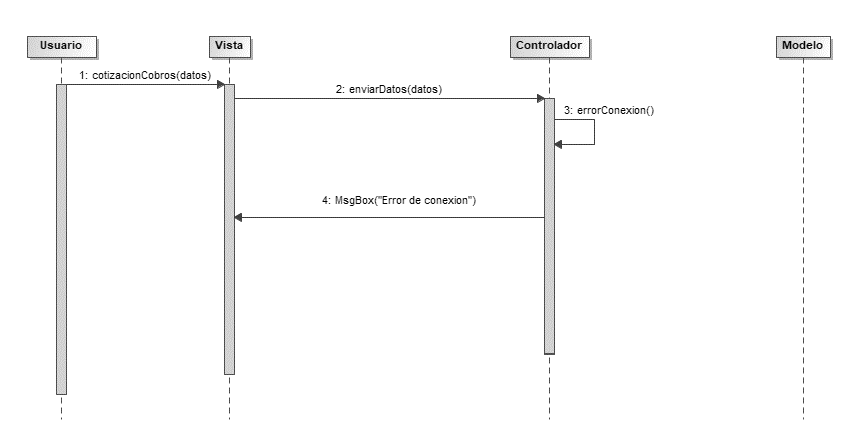 Usuario
Vista
Controlador
Modelo
1: cotizacionCobros(datos)
2: enviarDatos(datos)
3: errorConexion()
4: MsgBox("Error de conexion")